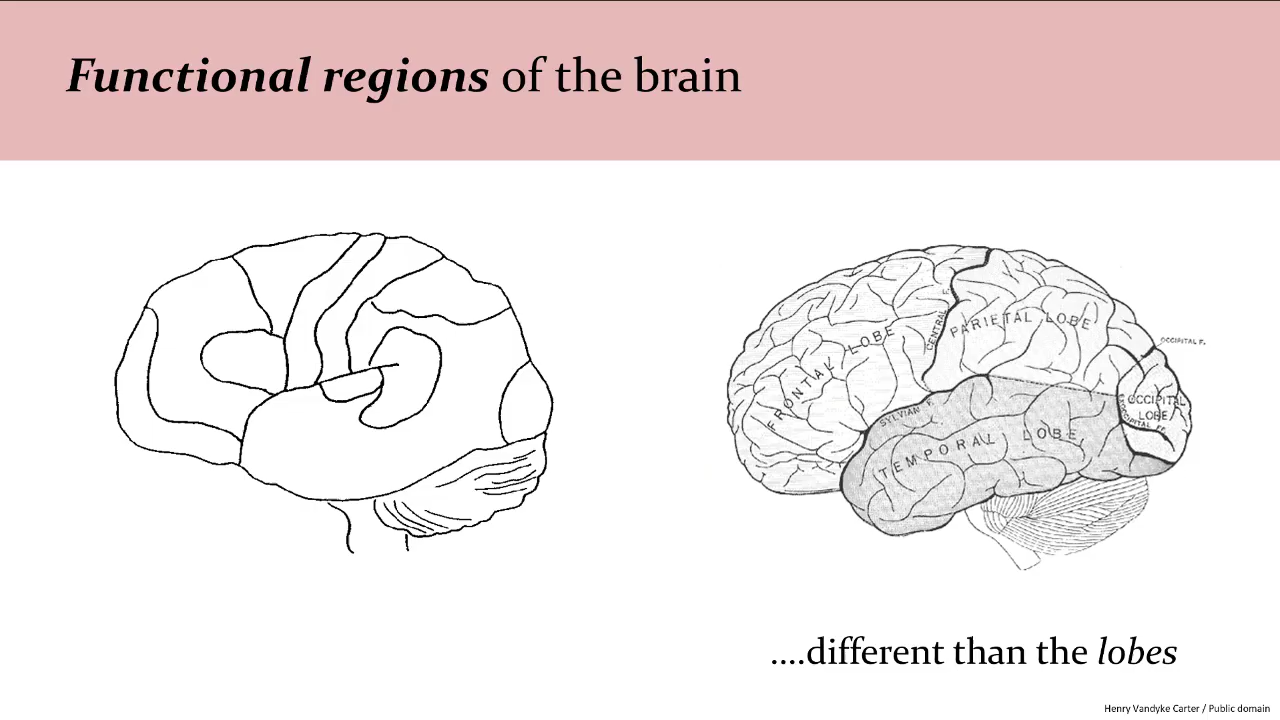 Functional regions of the brain
FRONTAL LOBE
CENTRAL
PARIETAL LOBE
OCCIPITAL F.
OCCIPITAL
LOBE
SYLVIAN F.
TEMPORAL LOBE
....different than the lobes
Henry Vandyke Carter / Public domain